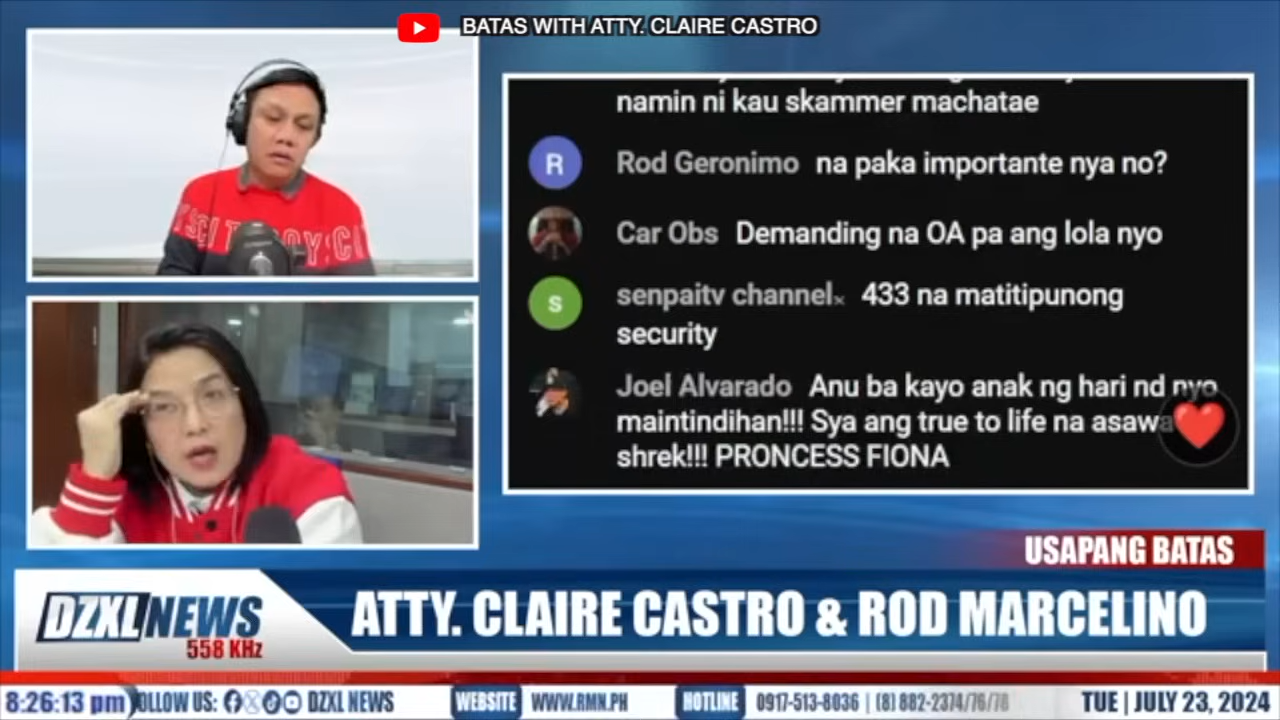 BATAS WITH ATTY. CLAIRE CASTRO
namin ni kau skammer machatae
R
Rod Geronimo na paka importante nya no?
Car Obs Demanding na OA pa ang lola nyo
s
senpaitv channel 433 na matitipunong
security
Joel Alvarado Anu ba kayo anak ng hari nd nyo
maintindihan!!! Sya ang true to life na asawa
shrek!!! PRONCESS FIONA
USAPANG BATAS
DZXL NEWS
558 KHz
ATTY. CLAIRE CASTRO & ROD MARCELINO
8:26:13 pm
OLLOW US: DZXL NEWS
WEBSITE WWW.RMN.PH
HOTLINE 0917-513-8036 | (8) 882-2374/76/78
TUE | JULY 23, 2024